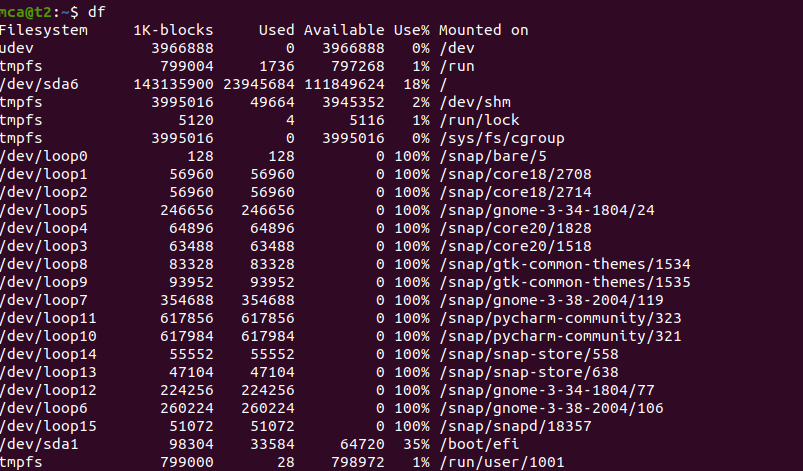 mca@t2:~$ df
Filesystem     1K-blocks     Used Available Use% Mounted on
udev             3966888        0   3966888   0% /dev
tmpfs             799004     1736    797268   1% /run
/dev/sda6      143135900 23945684 111849624  18% /
tmpfs            3995016    49664   3945352   2% /dev/shm
tmpfs               5120        4      5116   1% /run/lock
tmpfs            3995016        0   3995016   0% /sys/fs/cgroup
/dev/loop0           128      128         0 100% /snap/bare/5
/dev/loop1         56960    56960         0 100% /snap/core18/2708
/dev/loop2         56960    56960         0 100% /snap/core18/2714
/dev/loop5        246656   246656         0 100% /snap/gnome-3-34-1804/24
/dev/loop4         64896    64896         0 100% /snap/core20/1828
/dev/loop3         63488    63488         0 100% /snap/core20/1518
/dev/loop8         83328    83328         0 100% /snap/gtk-common-themes/1534
/dev/loop9         93952    93952         0 100% /snap/gtk-common-themes/1535
/dev/loop7        354688   354688         0 100% /snap/gnome-3-38-2004/119
/dev/loop11       617856   617856         0 100% /snap/pycharm-community/323
/dev/loop10       617984   617984         0 100% /snap/pycharm-community/321
/dev/loop14        55552    55552         0 100% /snap/snap-store/558
/dev/loop13        47104    47104         0 100% /snap/snap-store/638
/dev/loop12       224256   224256         0 100% /snap/gnome-3-34-1804/77
/dev/loop6        260224   260224         0 100% /snap/gnome-3-38-2004/106
/dev/loop15        51072    51072         0 100% /snap/snapd/18357
/dev/sda1          98304    33584     64720  35% /boot/efi
tmpfs             799000       28    798972   1% /run/user/1001